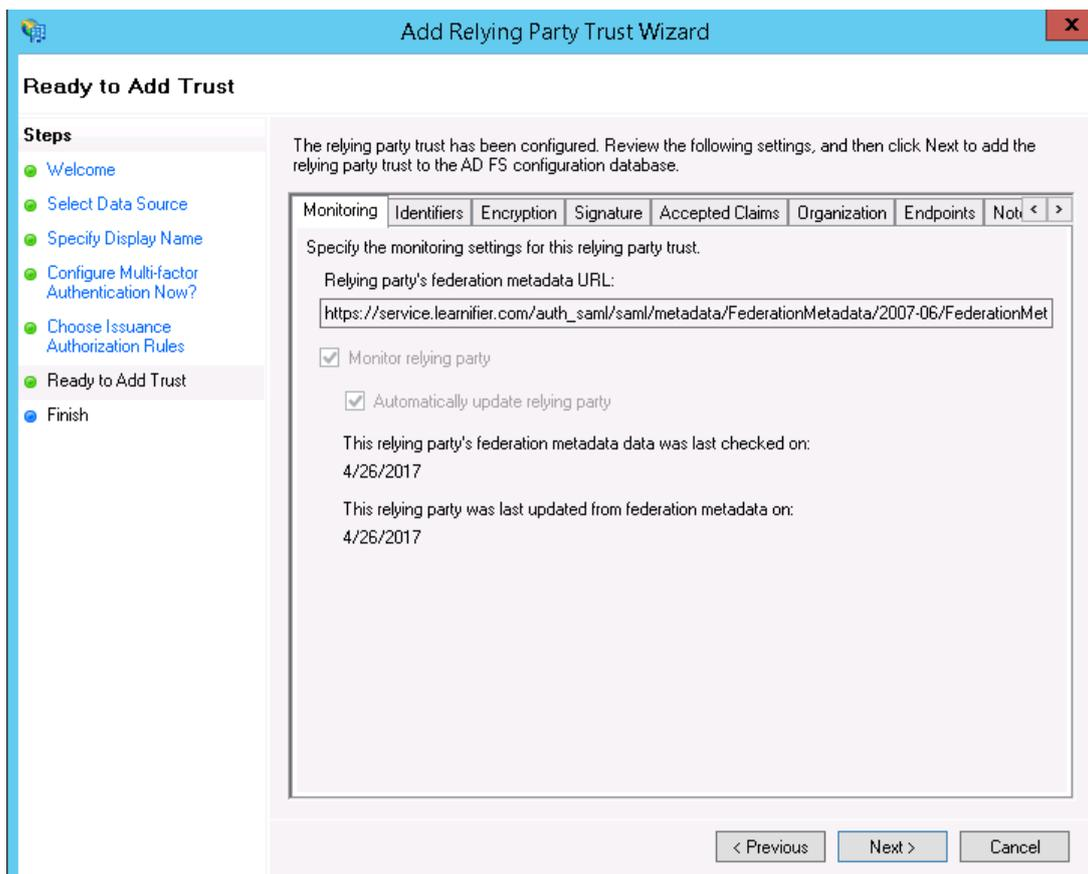 Add Relying Party Trust Wizard
x
Ready to Add Trust
Steps
Welcome
Select Data Source
Specify Display Name
Configure Multi-factor
Authentication Now?
Choose Issuance
Authorization Rules
Ready to Add Trust
Finish
The relying party trust has been configured. Review the following settings, and then click Next to add the
relying party trust to the AD FS configuration database.
Monitoring Identifiers Encryption Signature Accepted Claims Organization Endpoints < >
Specify the monitoring settings for this relying party trust.
Relying party's federation metadata URL:
https://service.learnifier.com/auth_saml/saml/metadata/FederationMetadata/2007-06/FederationMet
Monitor relying party
Automatically update relying party
This relying party's federation metadata data was last checked on:
4/26/2017
This relying party was last updated from federation metadata on:
4/26/2017
< Previous Next > Cancel